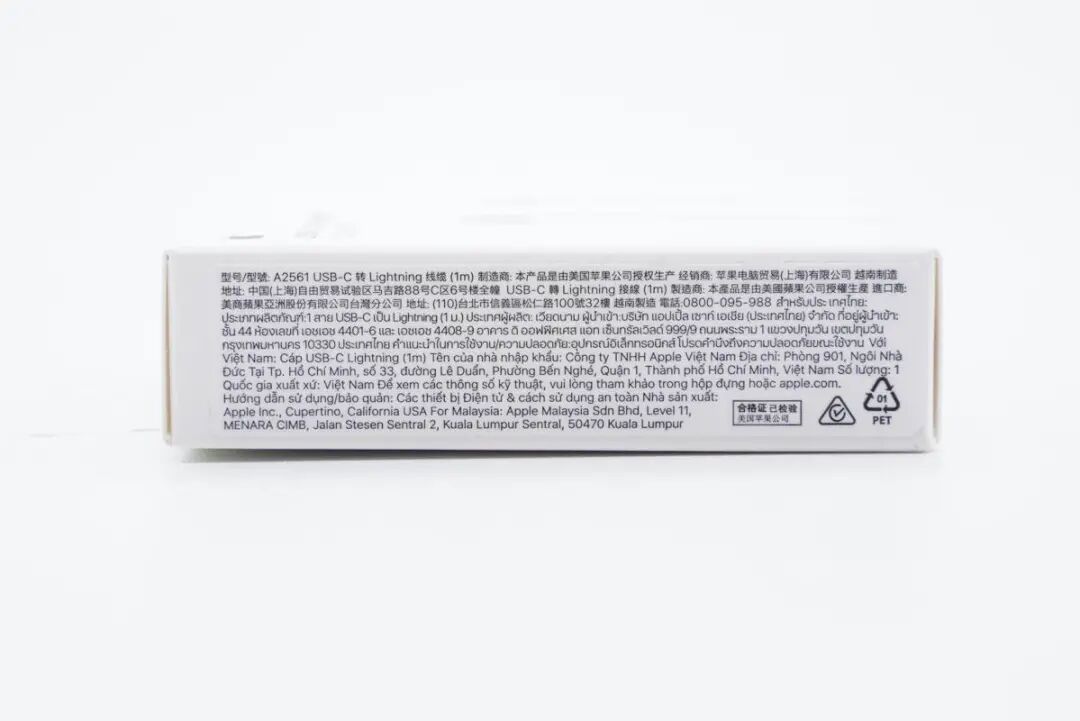 型号/型號: A2561 USB-C 转 Lightning 线缆 (1m) 制造商: 本产品是由美国苹果公司授权生产 经销商: 苹果电脑贸易(上海)有限公司 越南制造
地址: 中国(上海)自由贸易试验区马吉路88号C区6号楼全幢 USB-C 轉 Lightning 接線 (1m) 製造商: 本產品是由美國蘋果公司授權生產 進口商:
美商蘋果亞洲股份有限公司台灣分公司 地址: (110)台北市信義區松仁路100號32樓 越南製造 電話:0800-095-988 สำหรับประเทศไทย:
ประเภทผลิตภัณฑ์:1 สาย USB-C เป็น Lightning (1 ม.) ประเทศผู้ผลิต: เวียดนาม ผู้นำเข้า:บริษัท แอปเปิ้ล เซาท์ เอเชีย (ประเทศไทย) จำกัด ที่อยู่ผู้นำเข้า:
ชั้น 44 ห้องเลขที่ เอชเอช 4401-6 และ เอชเอช 4408-9 อาคาร ดิ ออฟฟิศเศส แอท เซ็นทรัลเวิลด์ 999/9 ถนนพระราม 1 แขวงปทุมวัน เขตปทุมวัน
กรุงเทพมหานคร 10330 ประเทศไทย คำแนะนำในการใช้งาน/ความปลอดภัย:อุปกรณ์อิเล็กทรอนิกส์ โปรดคำนึงถึงความปลอดภัยขณะใช้งาน Với
Việt Nam: Cáp USB-C Lightning (1m) Tên của nhà nhập khẩu: Công ty TNHH Apple Việt Nam Địa chỉ: Phòng 901, Ngôi Nhà
Đức Tại Tp. Hồ Chí Minh, số 33, đường Lê Duẩn, Phường Bến Nghé, Quận 1, Thành phố Hồ Chí Minh, Việt Nam Số lượng: 1
Quốc gia xuất xứ: Việt Nam Để xem các thông số kỹ thuật, vui lòng tham khảo trong hộp đựng hoặc apple.com.
Hướng dẫn sử dụng/bảo quản: Các thiết bị Điện tử & cách sử dụng an toàn Nhà sản xuất:
Apple Inc., Cupertino, California USA For Malaysia: Apple Malaysia Sdn Bhd, Level 11,
MENARA CIMB, Jalan Stesen Sentral 2, Kuala Lumpur Sentral, 50470 Kuala Lumpur
合格证 已检验
美国苹果公司
01
PET